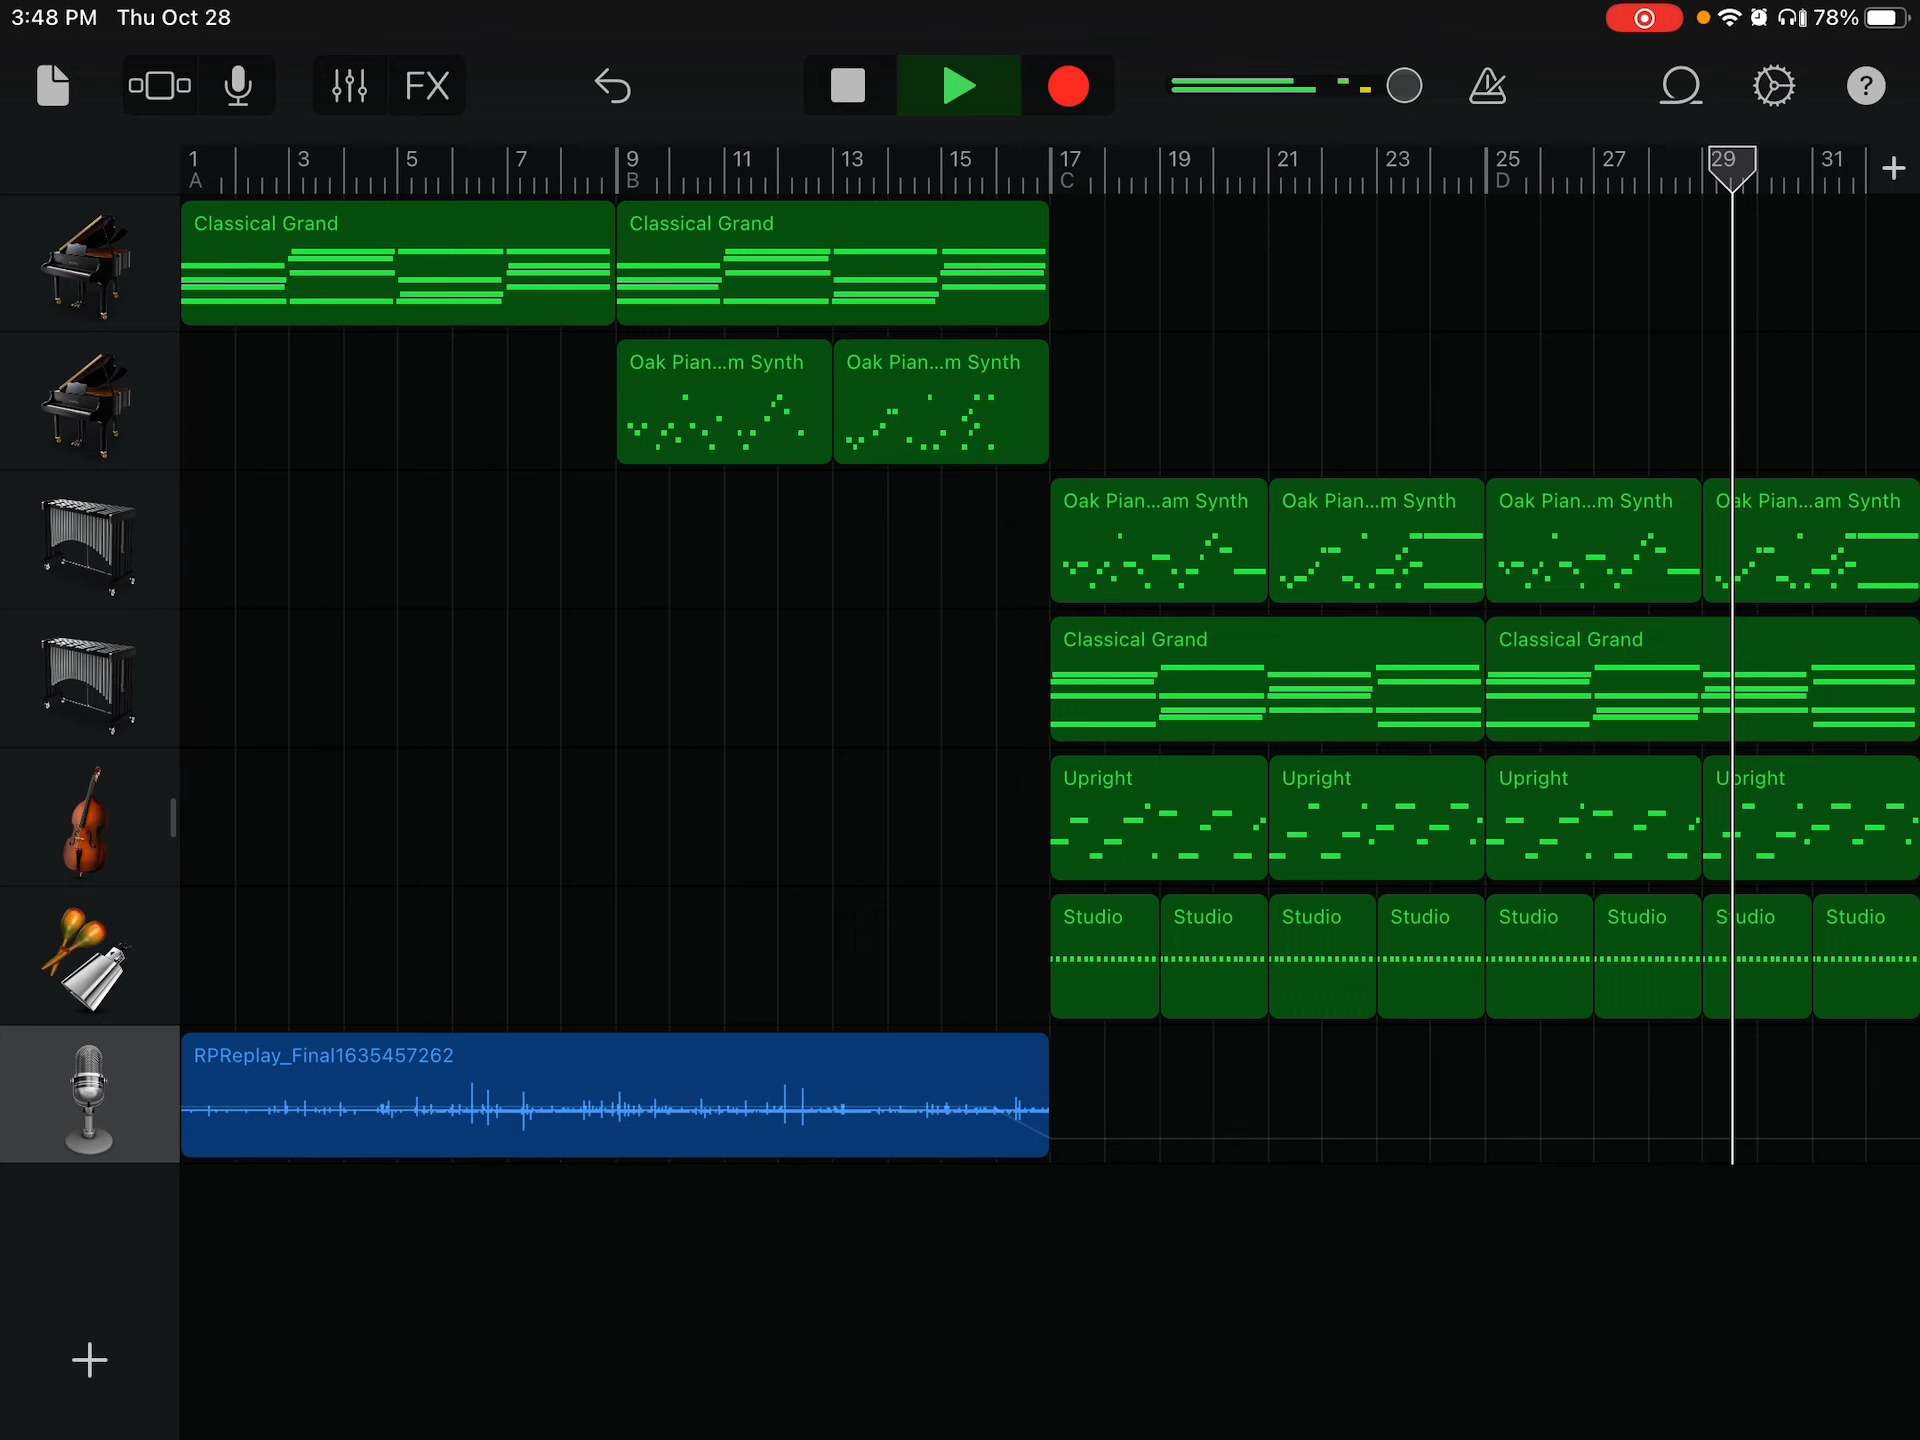 3:48 PM Thu Oct 28 78%
FX ?
1 3 5 7 9 11 13 15 17 19 21 23 25 27 29 31 +
A B C D
Classical Grand Classical Grand
Oak Pian...m Synth Oak Pian...m Synth
Oak Pian...am Synth Oak Pian...m Synth Oak Pian...m Synth Oak Pian...am Synth
Classical Grand Classical Grand
Upright Upright Upright Upright
Studio Studio Studio Studio Studio Studio Studio Studio
RPReplay_Final1635457262
+